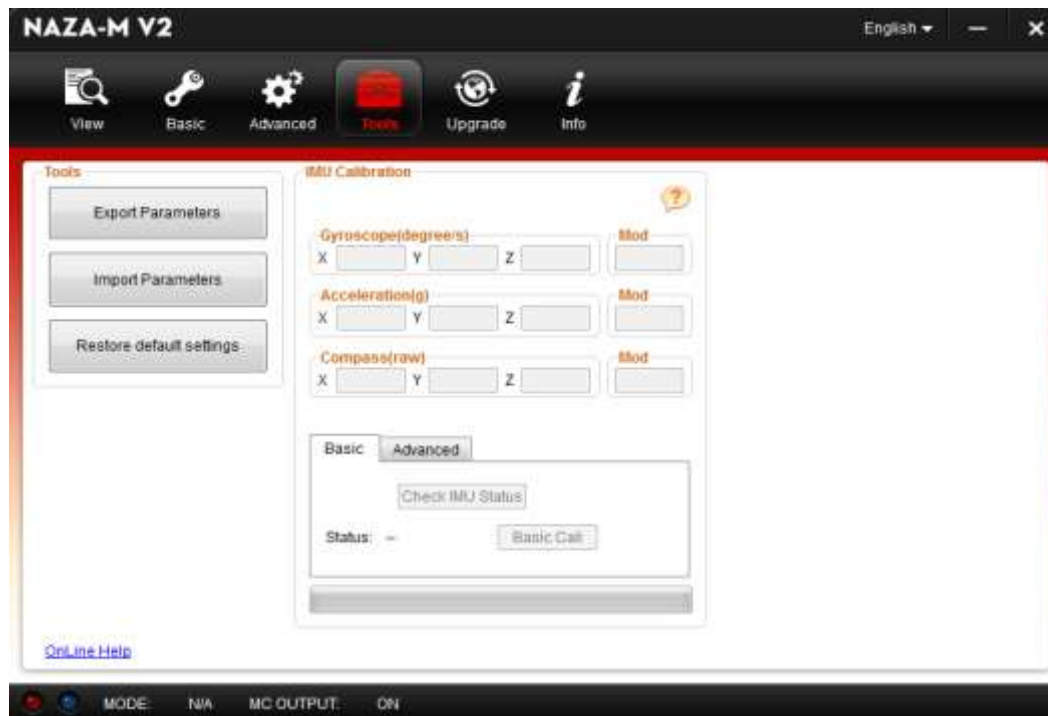 NAZA-M V2
English
View Basic Advanced Tools Upgrade Info
Tools
Export Parameters
Import Parameters
Restore default settings
IMU Calibration
?
Gyroscope(degree/s) Mod
X Y Z
Acceleration(g) Mod
X Y Z
Compass(raw) Mod
X Y Z
Basic Advanced
Check IMU Status
Status: – Basic Cali
OnLine Help
MODE: N/A MC OUTPUT: ON